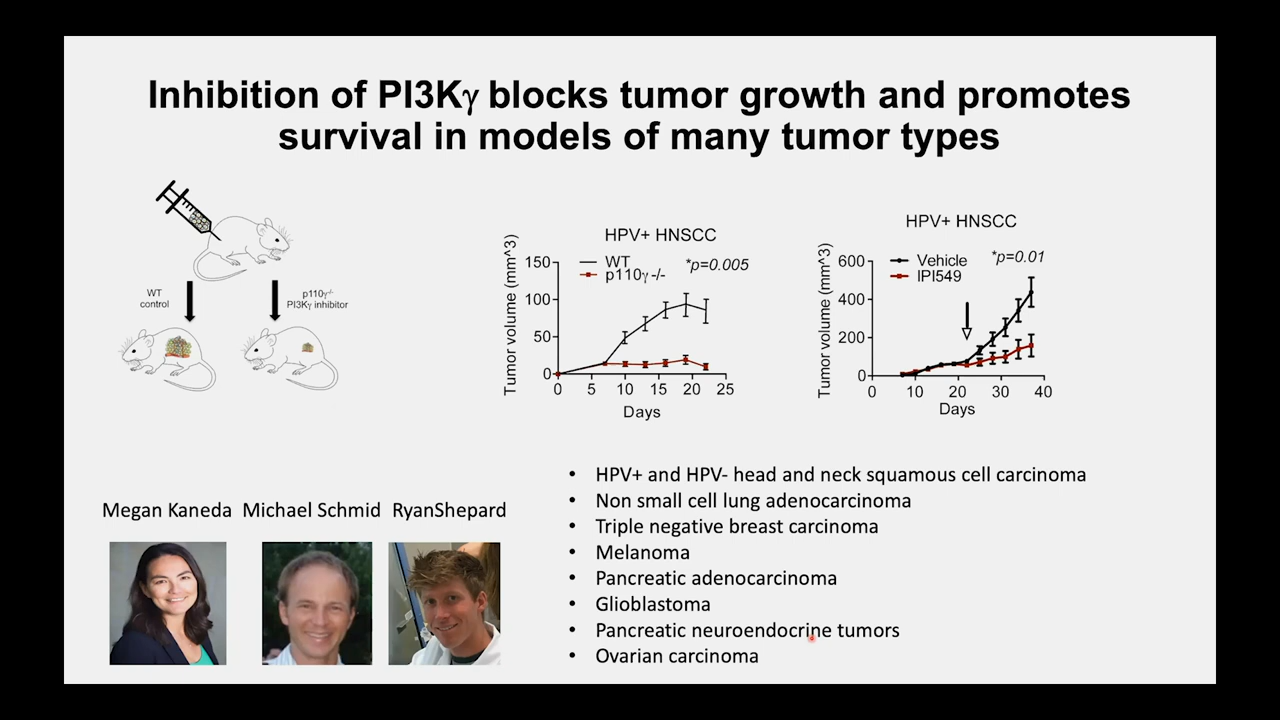 Inhibition of PI3Kγ blocks tumor growth and promotes
survival in models of many tumor types
WT
control
p110γ-/-
PI3Kγ inhibitor
HPV+ HNSCC
Tumor volume (mm^3)
WT
p110γ-/-
*p=0.005
150
100
50
0
0 5 10 15 20 25
Days
HPV+ HNSCC
Tumor volume (mm^3)
Vehicle
IPI549
*p=0.01
600
400
200
0
0 10 20 30 40
Days
Megan Kaneda Michael Schmid RyanShepard
• HPV+ and HPV- head and neck squamous cell carcinoma
• Non small cell lung adenocarcinoma
• Triple negative breast carcinoma
• Melanoma
• Pancreatic adenocarcinoma
• Glioblastoma
• Pancreatic neuroendocrine tumors
• Ovarian carcinoma